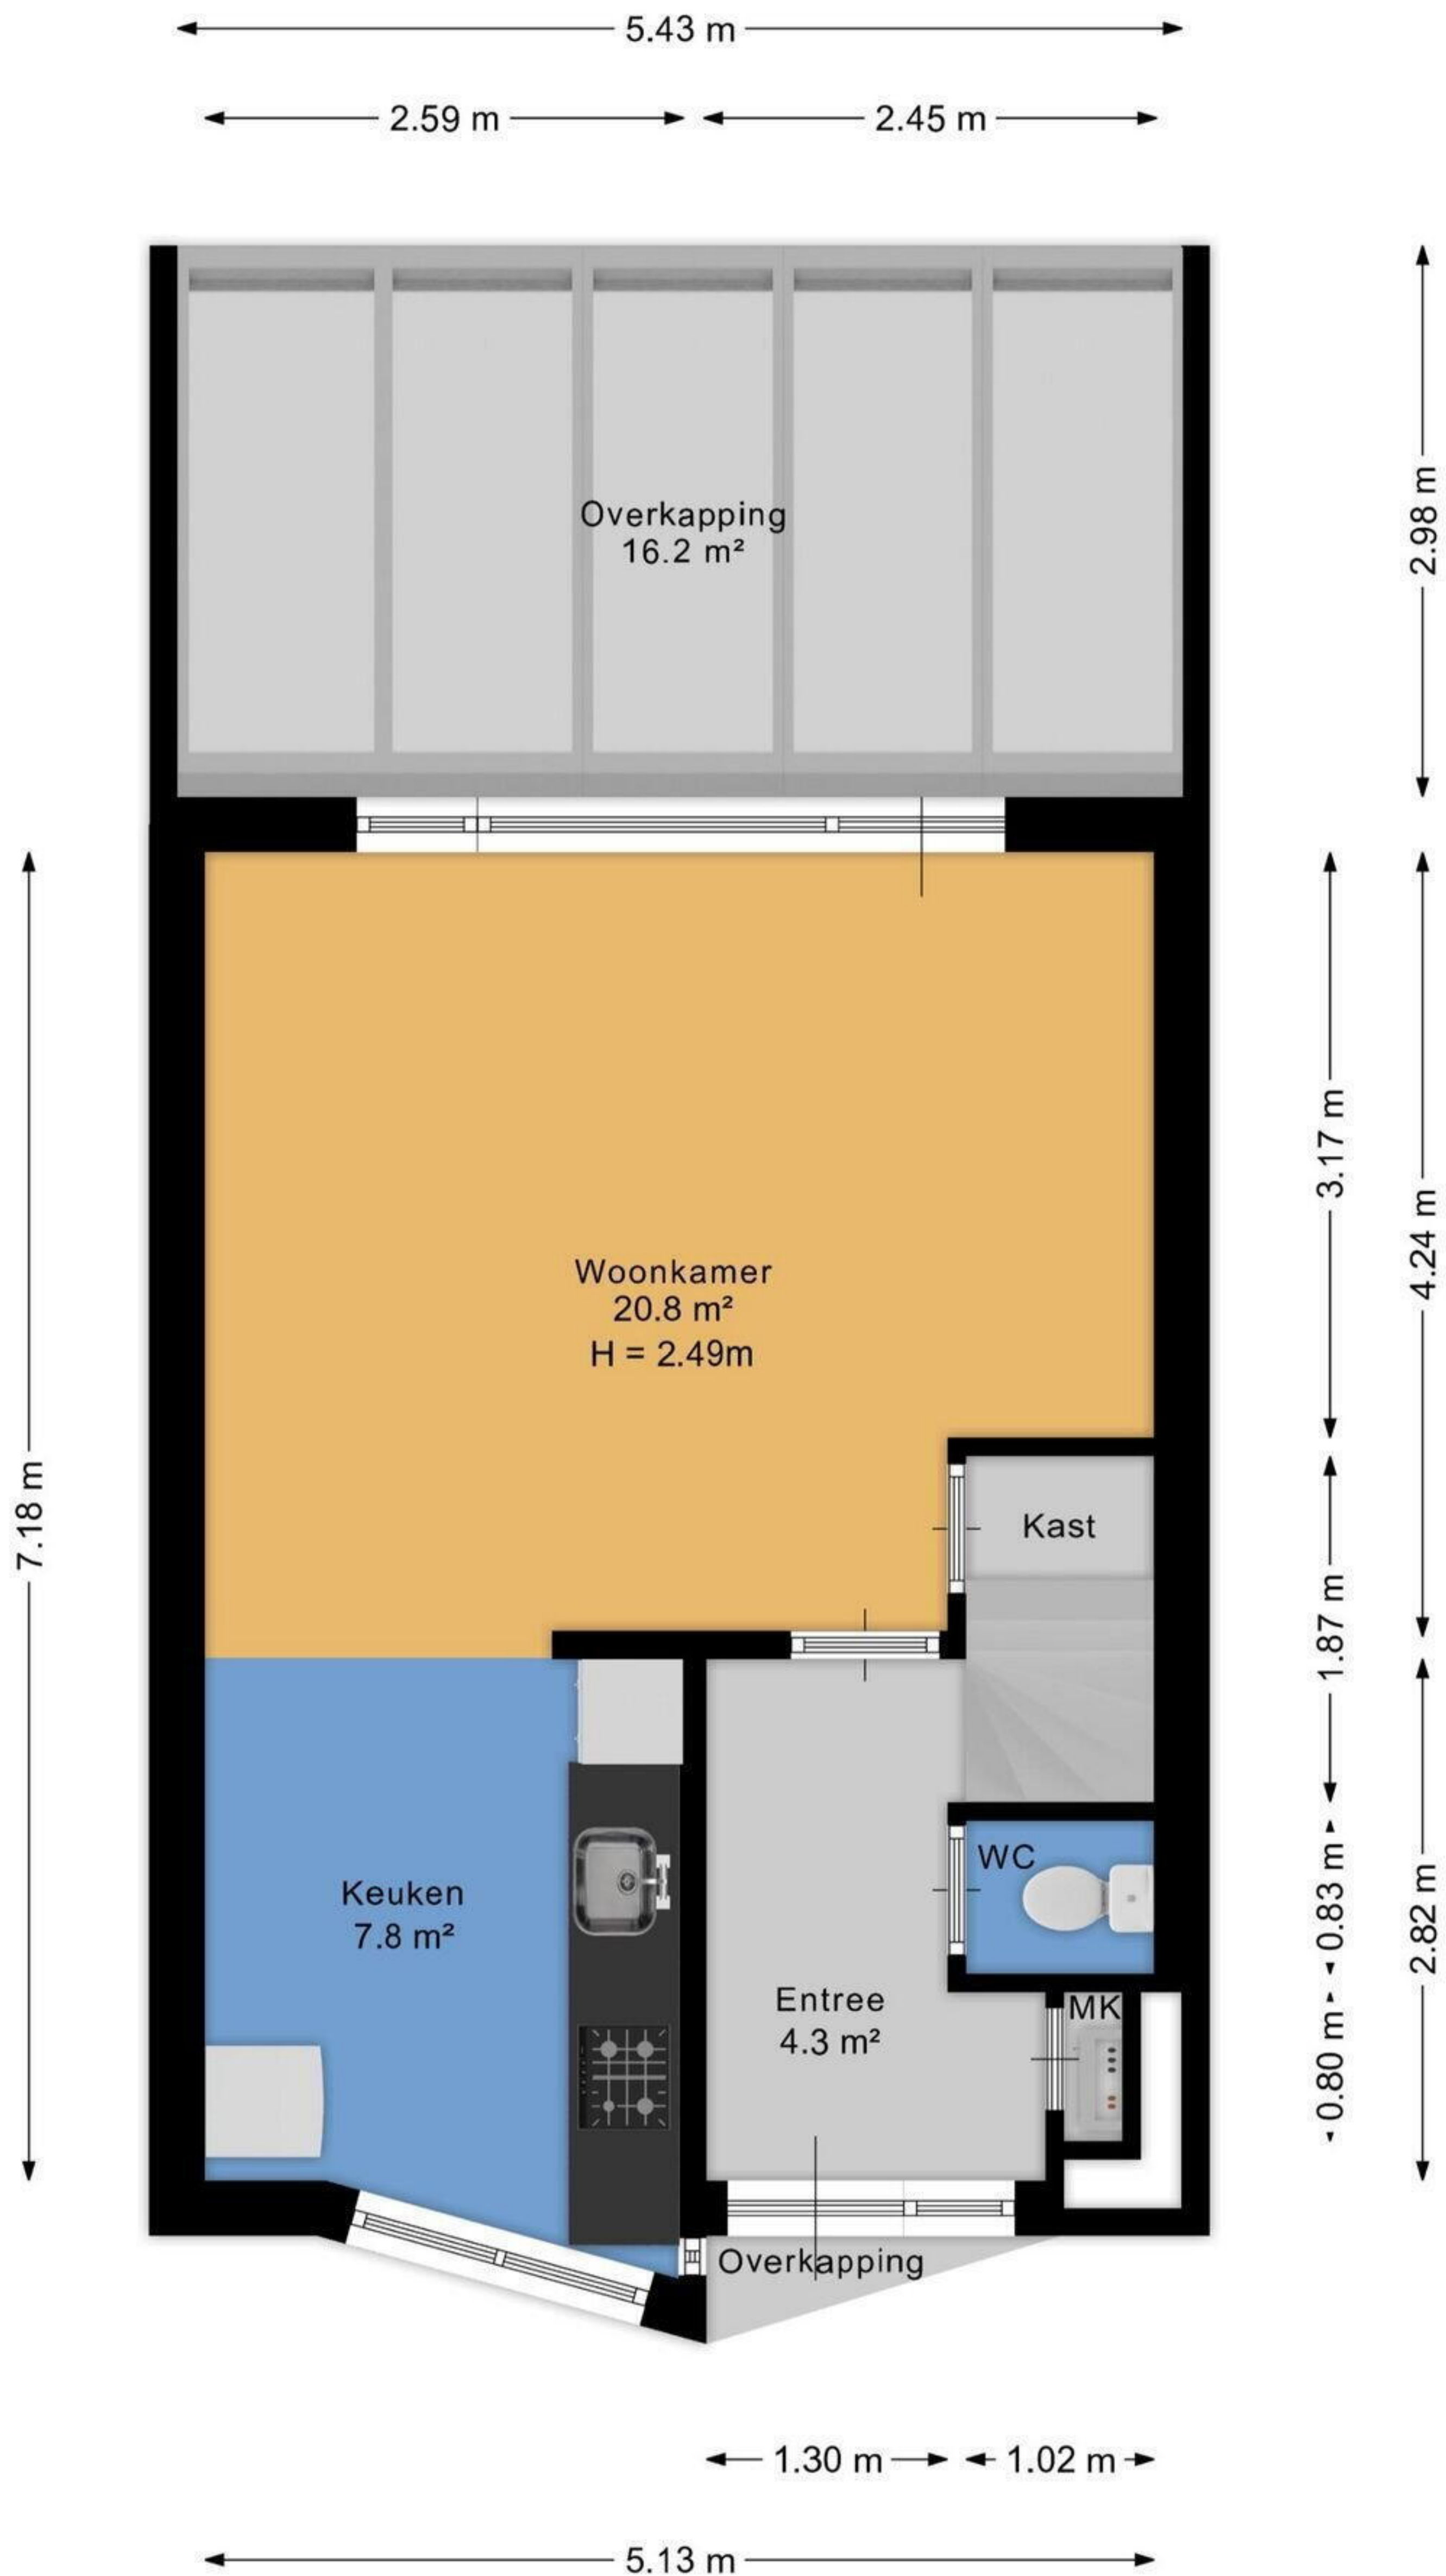 5.43 m
2.59 m
2.45 m
Overkapping
16.2 m²
2.98 m
3.17 m
4.24 m
Woonkamer
20.8 m²
H = 2.49m
7.18 m
Kast
1.87 m
WC
0.83 m
2.82 m
Keuken
7.8 m²
Entree
4.3 m²
MK
0.80 m
Overkapping
1.30 m
1.02 m
5.13 m